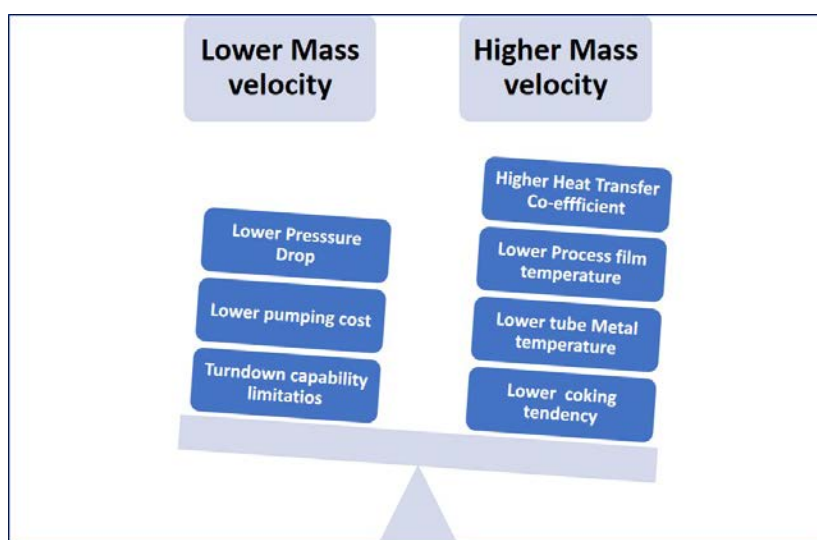 Lower Mass
velocity
Higher Mass
velocity
Lower Presssure
Drop
Lower pumping cost
Turndown capability
limitatios
Higher Heat Transfer
Co-effficient
Lower Process film
temperature
Lower tube Metal
temperature
Lower coking
tendency